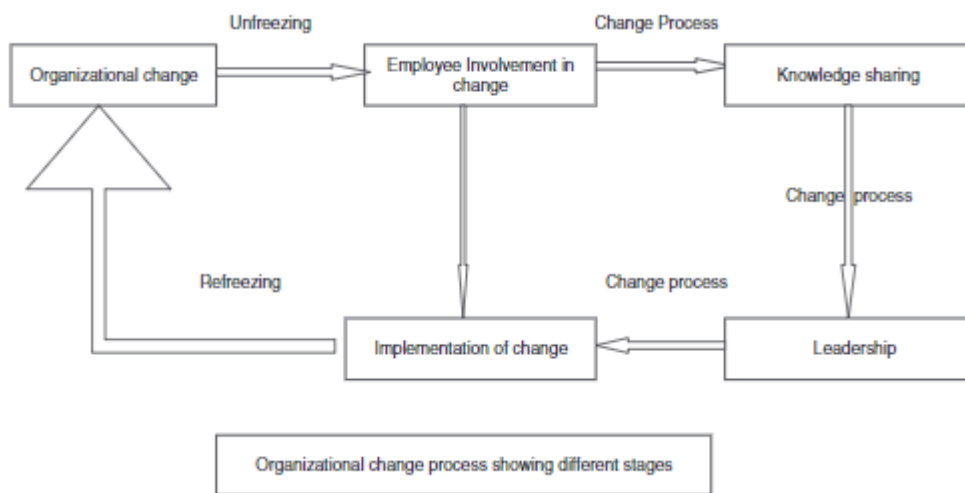 Unfreezing
Change Process
Organizational change
Employee Involvement in
change
Knowledge sharing
Change process
Refreezing
Change process
Implementation of change
Leadership
Organizational change process showing different stages